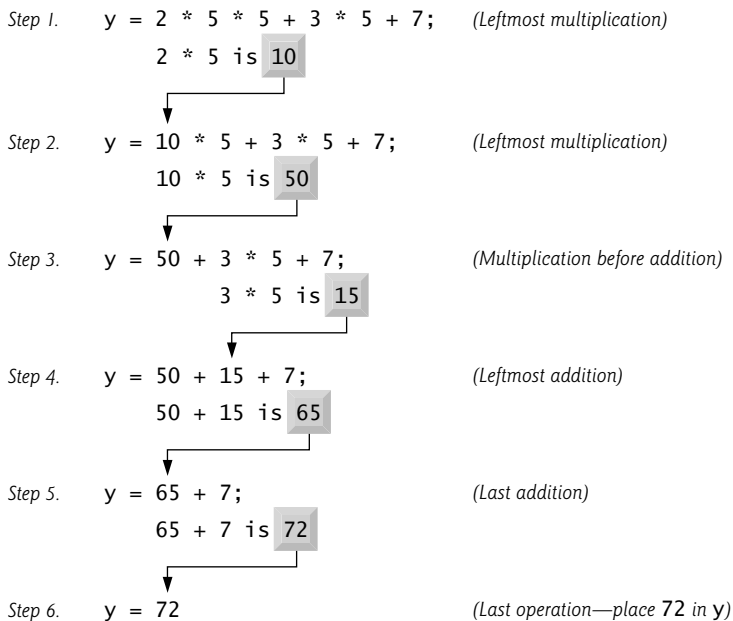 Step 1. y = 2 * 5 * 5 + 3 * 5 + 7; (Leftmost multiplication)
2 * 5 is 10
Step 2. y = 10 * 5 + 3 * 5 + 7; (Leftmost multiplication)
10 * 5 is 50
Step 3. y = 50 + 3 * 5 + 7; (Multiplication before addition)
3 * 5 is 15
Step 4. y = 50 + 15 + 7; (Leftmost addition)
50 + 15 is 65
Step 5. y = 65 + 7; (Last addition)
65 + 7 is 72
Step 6. y = 72 (Last operation—place 72 in y)